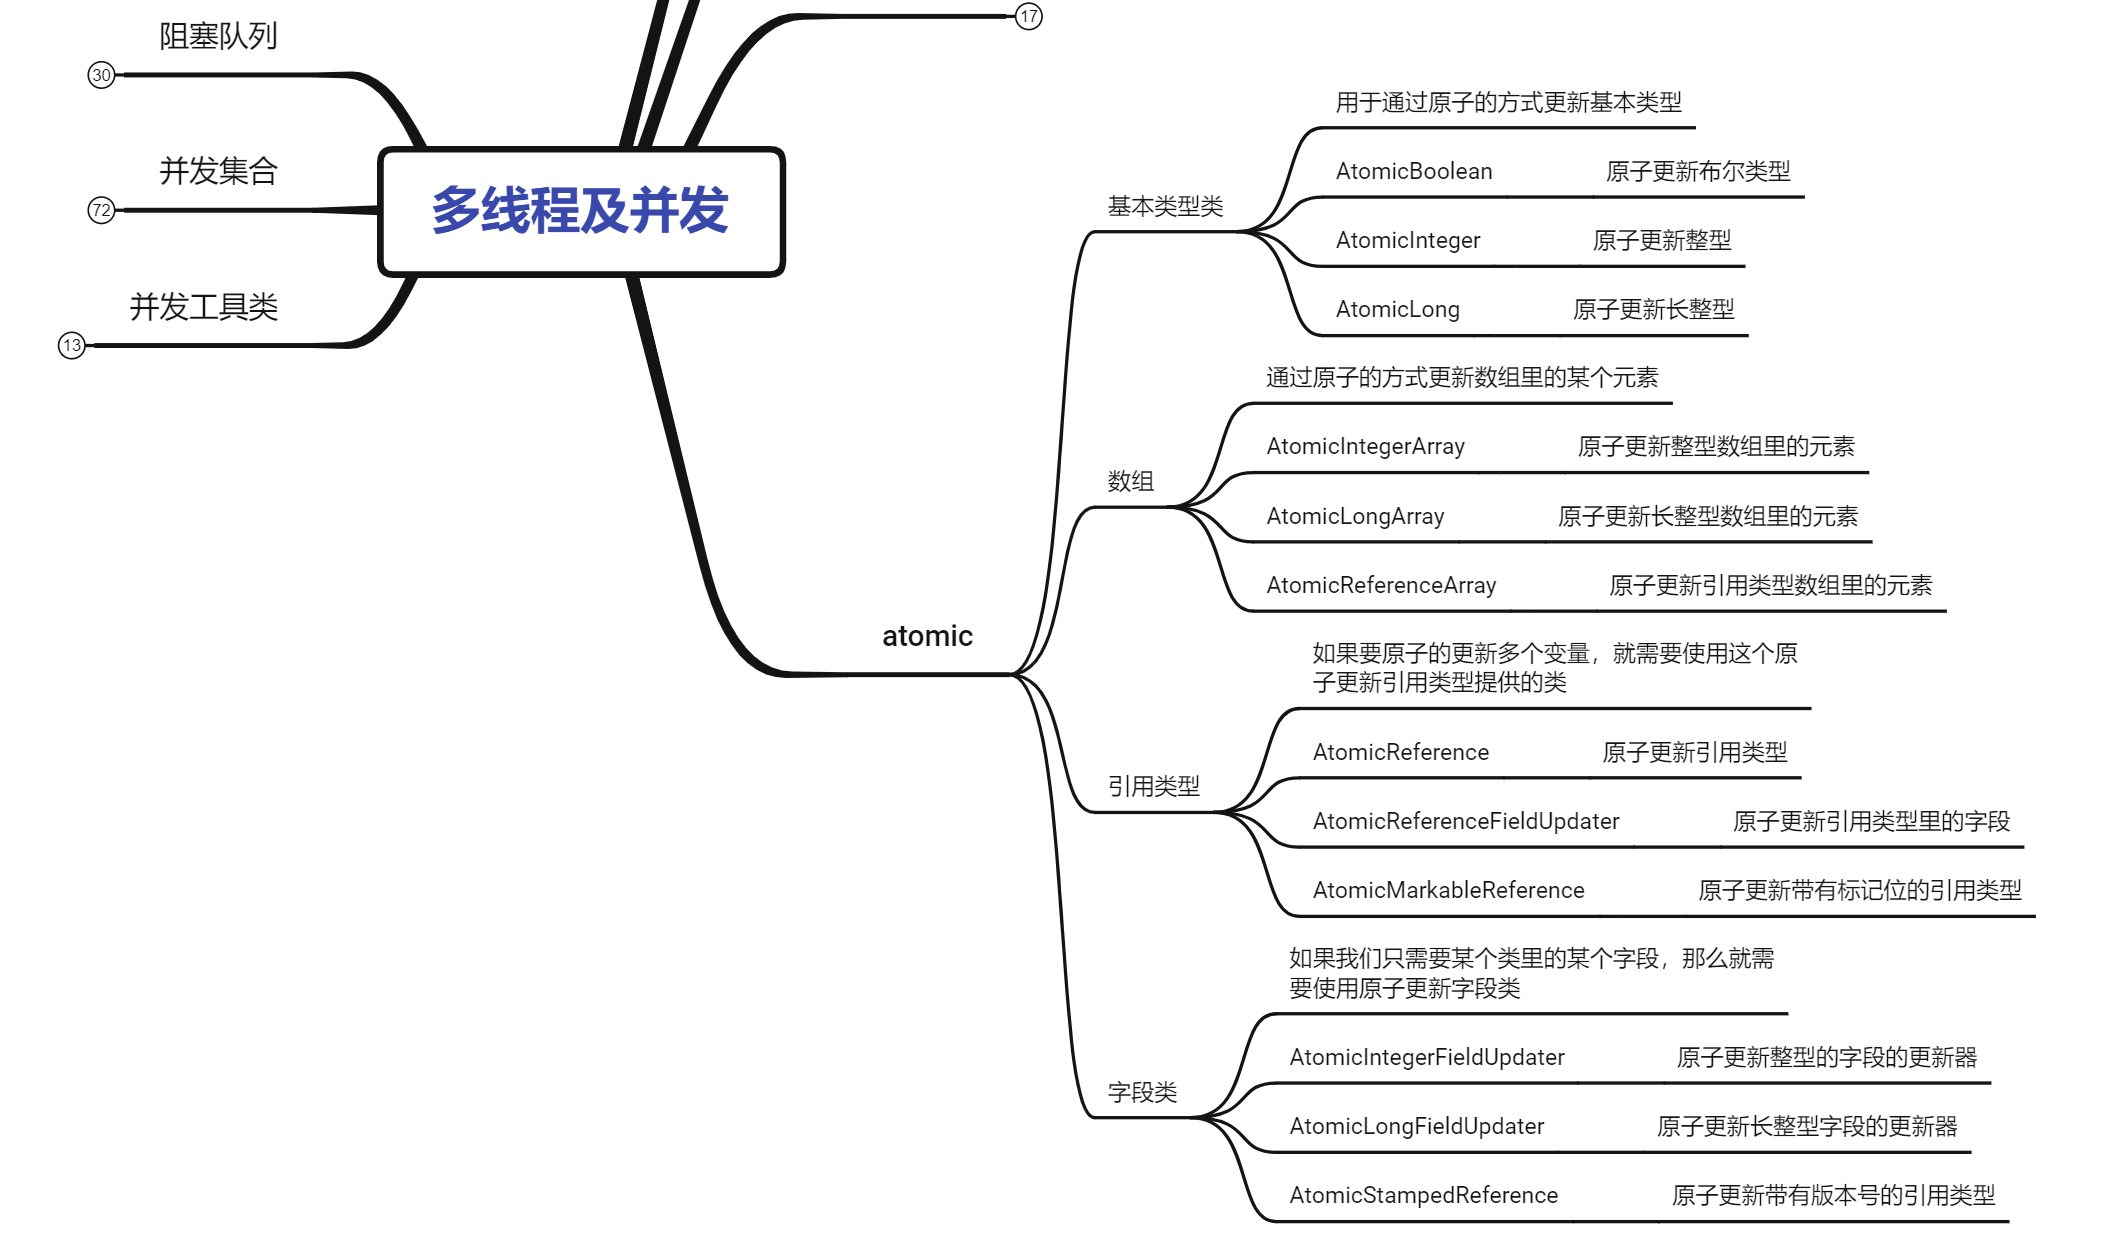 17
阻塞队列
30
并发集合
72
并发工具类
13
多线程及并发
atomic
基本类型类
用于通过原子的方式更新基本类型
AtomicBoolean 原子更新布尔类型
AtomicInteger 原子更新整型
AtomicLong 原子更新长整型
数组
通过原子的方式更新数组里的某个元素
AtomicIntegerArray 原子更新整型数组里的元素
AtomicLongArray 原子更新长整型数组里的元素
AtomicReferenceArray 原子更新引用类型数组里的元素
引用类型
如果要原子的更新多个变量，就需要使用这个原
子更新引用类型提供的类
AtomicReference 原子更新引用类型
AtomicReferenceFieldUpdater 原子更新引用类型里的字段
AtomicMarkableReference 原子更新带有标记位的引用类型
字段类
如果我们只需要某个类里的某个字段，那么就需
要使用原子更新字段类
AtomicIntegerFieldUpdater 原子更新整型的字段的更新器
AtomicLongFieldUpdater 原子更新长整型字段的更新器
AtomicStampedReference 原子更新带有版本号的引用类型